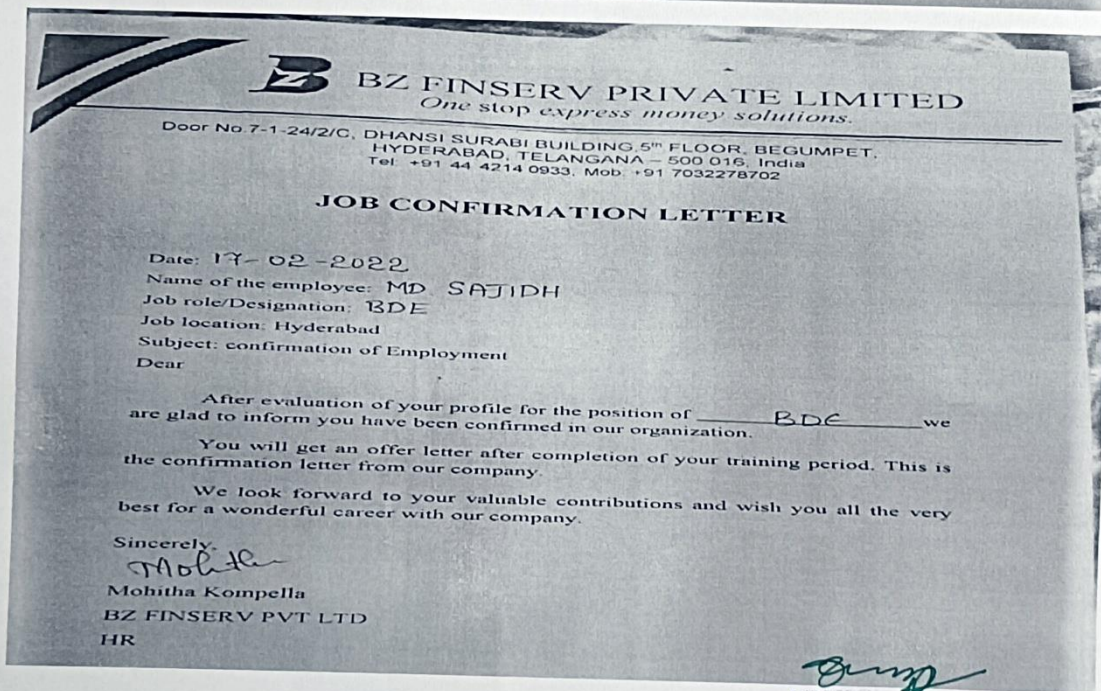 BZ BZ FINSERV PRIVATE LIMITED
One stop express money solutions.
Door No.7-1-24/2/C, DHANSI SURABI BUILDING,5th FLOOR, BEGUMPET,
HYDERABAD, TELANGANA – 500 016, India
Tel: +91 44 4214 0933, Mob: +91 7032278702
JOB CONFIRMATION LETTER
Date: 17-02-2022
Name of the employee: MD SAJIDH
Job role/Designation: BDE
Job location: Hyderabad
Subject: confirmation of Employment
Dear
After evaluation of your profile for the position of BDE we
are glad to inform you have been confirmed in our organization.
You will get an offer letter after completion of your training period. This is
the confirmation letter from our company.
We look forward to your valuable contributions and wish you all the very
best for a wonderful career with our company.
Sincerely,
Mohitha
Mohitha Kompella
BZ FINSERV PVT LTD
HR